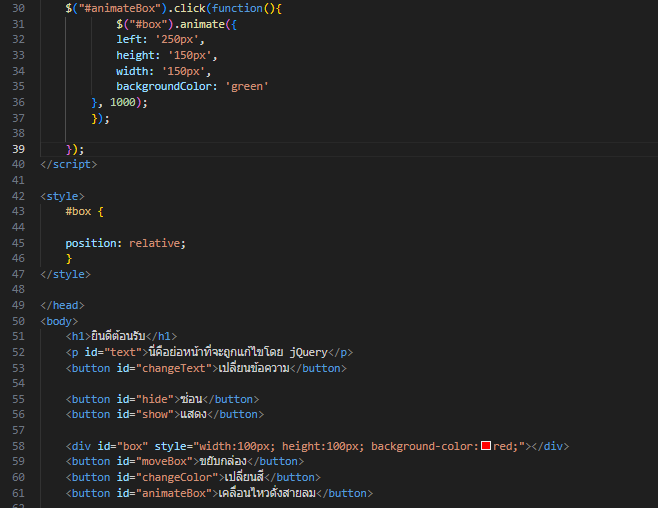 30 $("#animateBox").click(function(){
31 $("#box").animate({
32 left: '250px',
33 height: '150px',
34 width: '150px',
35 backgroundColor: 'green'
36 }, 1000);
37 });
38
39 });
40 </script>
41
42 <style>
43 #box {
44
45 position: relative;
46 }
47 </style>
48
49 </head>
50 <body>
51 <h1>ยินดีต้อนรับ</h1>
52 <p id="text">นี่คือย่อหน้าที่จะถูกแก้ไขโดย jQuery</p>
53 <button id="changeText">เปลี่ยนข้อความ</button>
54
55 <button id="hide">ซ่อน</button>
56 <button id="show">แสดง</button>
57
58 <div id="box" style="width:100px; height:100px; background-color:red;"></div>
59 <button id="moveBox">ขยับกล่อง</button>
60 <button id="changeColor">เปลี่ยนสี</button>
61 <button id="animateBox">เคลื่อนไหวดั่งสายลม</button>